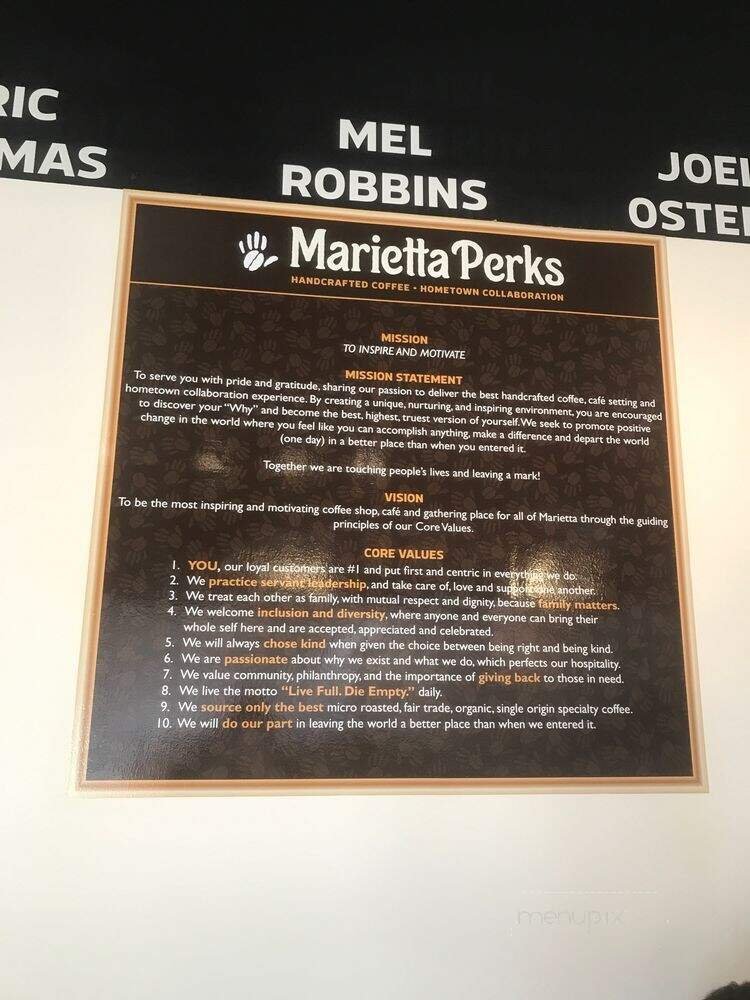 RIC
MAS
MEL
ROBBINS
JOEL
OSTE
Marietta Perks
HANDCRAFTED COFFEE • HOMETOWN COLLABORATION
MISSION
TO INSPIRE AND MOTIVATE
MISSION STATEMENT
To serve you with pride and gratitude, sharing our passion to deliver the best handcrafted coffee, café setting and
hometown collaboration experience. By creating a unique, nurturing, and inspiring environment, you are encouraged
to discover your "Why" and become the best, highest, truest version of yourself. We seek to promote positive
change in the world where you feel like you can accomplish anything, make a difference and depart the world
(one day) in a better place than when you entered it.
Together we are touching people's lives and leaving a mark!
VISION
To be the most inspiring and motivating coffee shop, café and gathering place for all of Marietta through the guiding
principles of our Core Values.
CORE VALUES
1. YOU, our loyal customers are #1 and put first and centric in everything we do.
2. We practice servant leadership, and take care of, love and support one another.
3. We treat each other as family, with mutual respect and dignity, because family matters.
4. We welcome inclusion and diversity, where anyone and everyone can bring their
whole self here and are accepted, appreciated and celebrated.
5. We will always chose kind when given the choice between being right and being kind.
6. We are passionate about why we exist and what we do, which perfects our hospitality.
7. We value community, philanthropy, and the importance of giving back to those in need.
8. We live the motto "Live Full. Die Empty." daily.
9. We source only the best micro roasted, fair trade, organic, single origin specialty coffee.
10. We will do our part in leaving the world a better place than when we entered it.
menupix